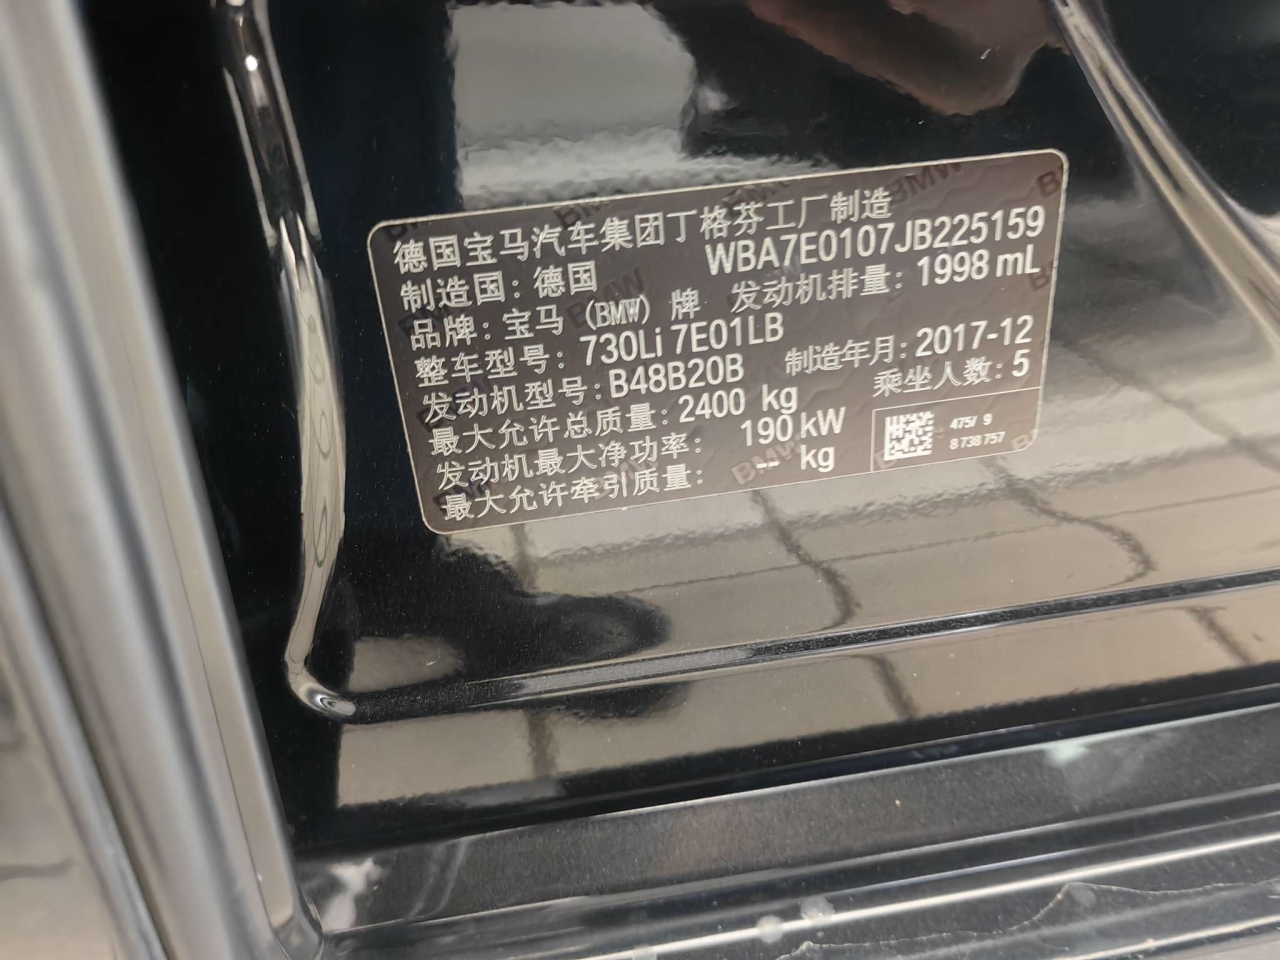 德国宝马汽车集团丁格芬工厂制造
制造国：德国 WBA7E0107JB225159
品牌：宝马 (BMW) 牌 发动机排量：1998 mL
整车型号：730Li 7E01LB
发动机型号：B48B20B 制造年月：2017-12
最大允许总质量：2400 kg 乘坐人数：5
发动机最大净功率：190 kW
最大允许牵引质量：-- kg
475/ 9
8 738 757